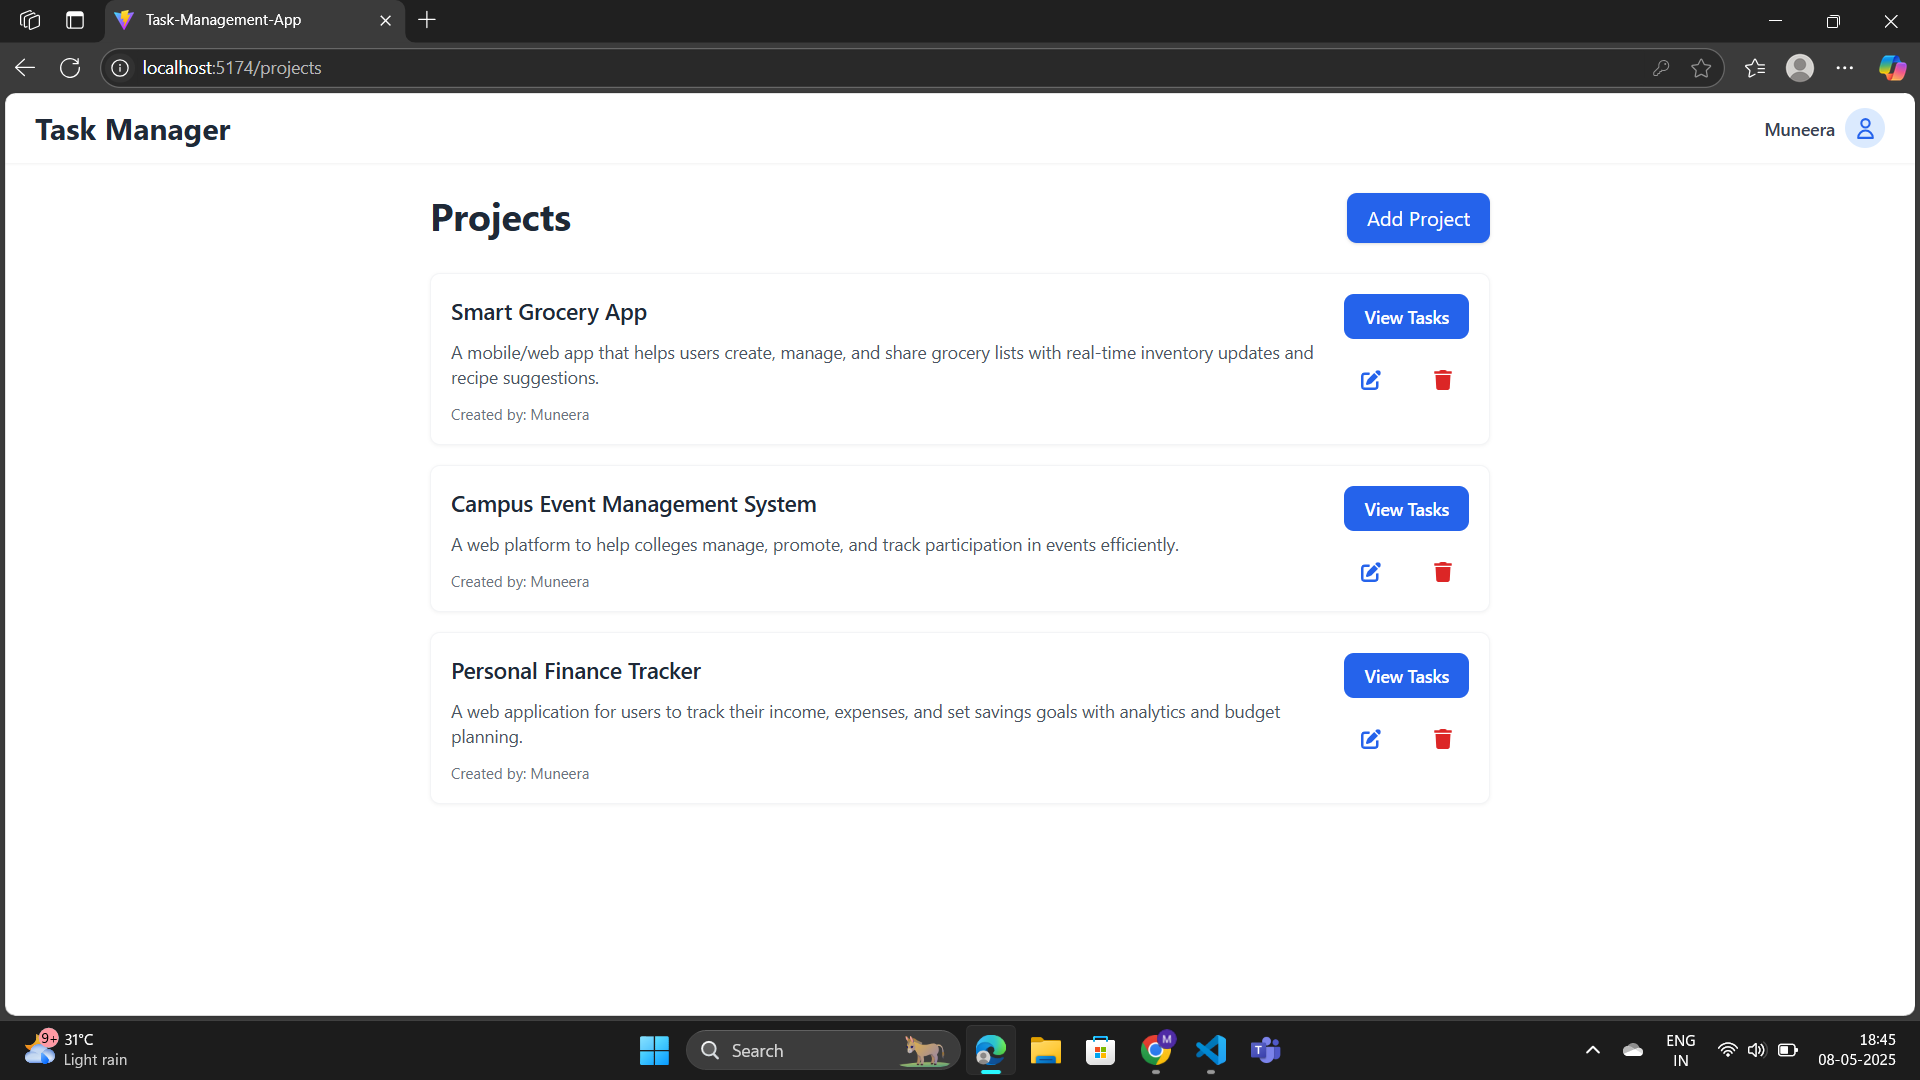 Task-Management-App
localhost:5174/projects
Task Manager
Muneera
Projects
Add Project
Smart Grocery App
View Tasks
A mobile/web app that helps users create, manage, and share grocery lists with real-time inventory updates and
recipe suggestions.
Created by: Muneera
Campus Event Management System
View Tasks
A web platform to help colleges manage, promote, and track participation in events efficiently.
Created by: Muneera
Personal Finance Tracker
View Tasks
A web application for users to track their income, expenses, and set savings goals with analytics and budget
planning.
Created by: Muneera
9+
31°C
Light rain
Search
M
T
ENG
IN
18:45
08-05-2025